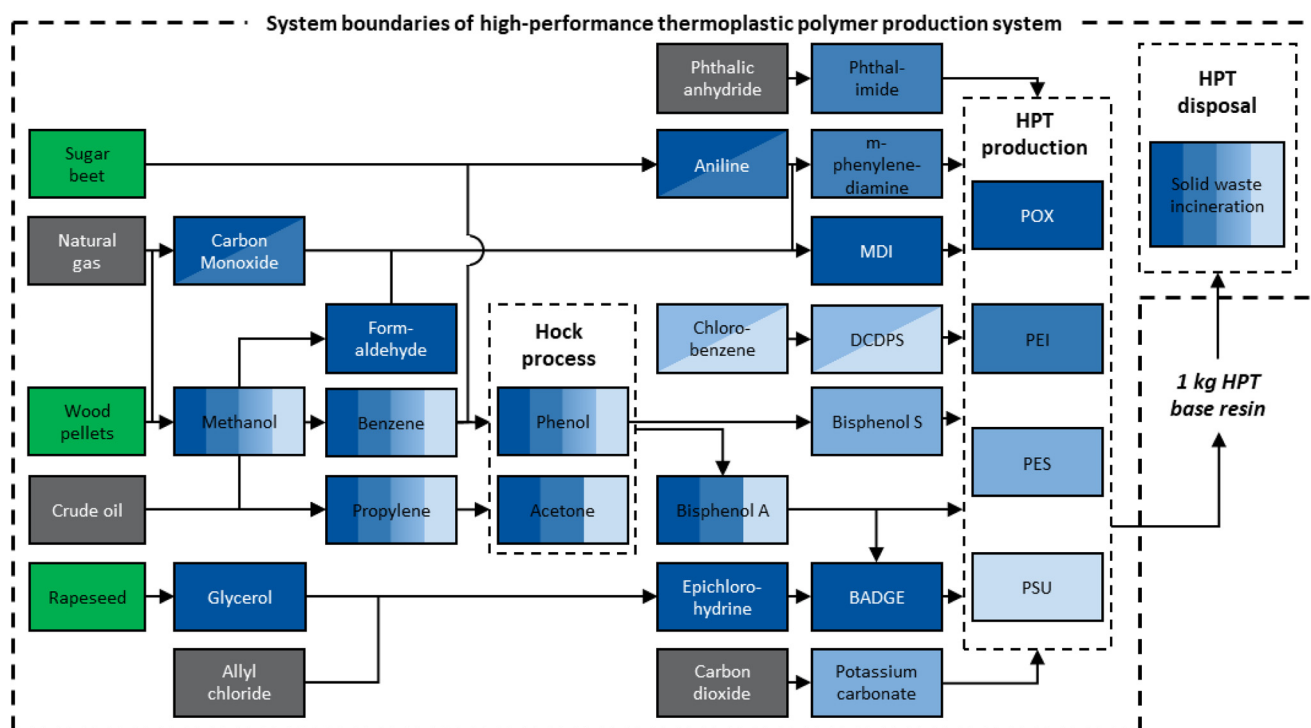 System boundaries of high-performance thermoplastic polymer production system
Phthalic
anhydride
Phthal-
imide
HPT
disposal
HPT
production
Sugar
beet
Aniline
m-
phenylene-
diamine
Solid waste
incineration
POX
Natural
gas
Carbon
Monoxide
MDI
Form-
aldehyde
Hock
process
Chloro-
benzene
DCDPS
PEI
1 kg HPT
base resin
Wood
pellets
Methanol
Benzene
Phenol
Bisphenol S
PES
Crude oil
Propylene
Acetone
Bisphenol A
Rapeseed
Glycerol
Epichloro-
hydrine
BADGE
PSU
Allyl
chloride
Carbon
dioxide
Potassium
carbonate